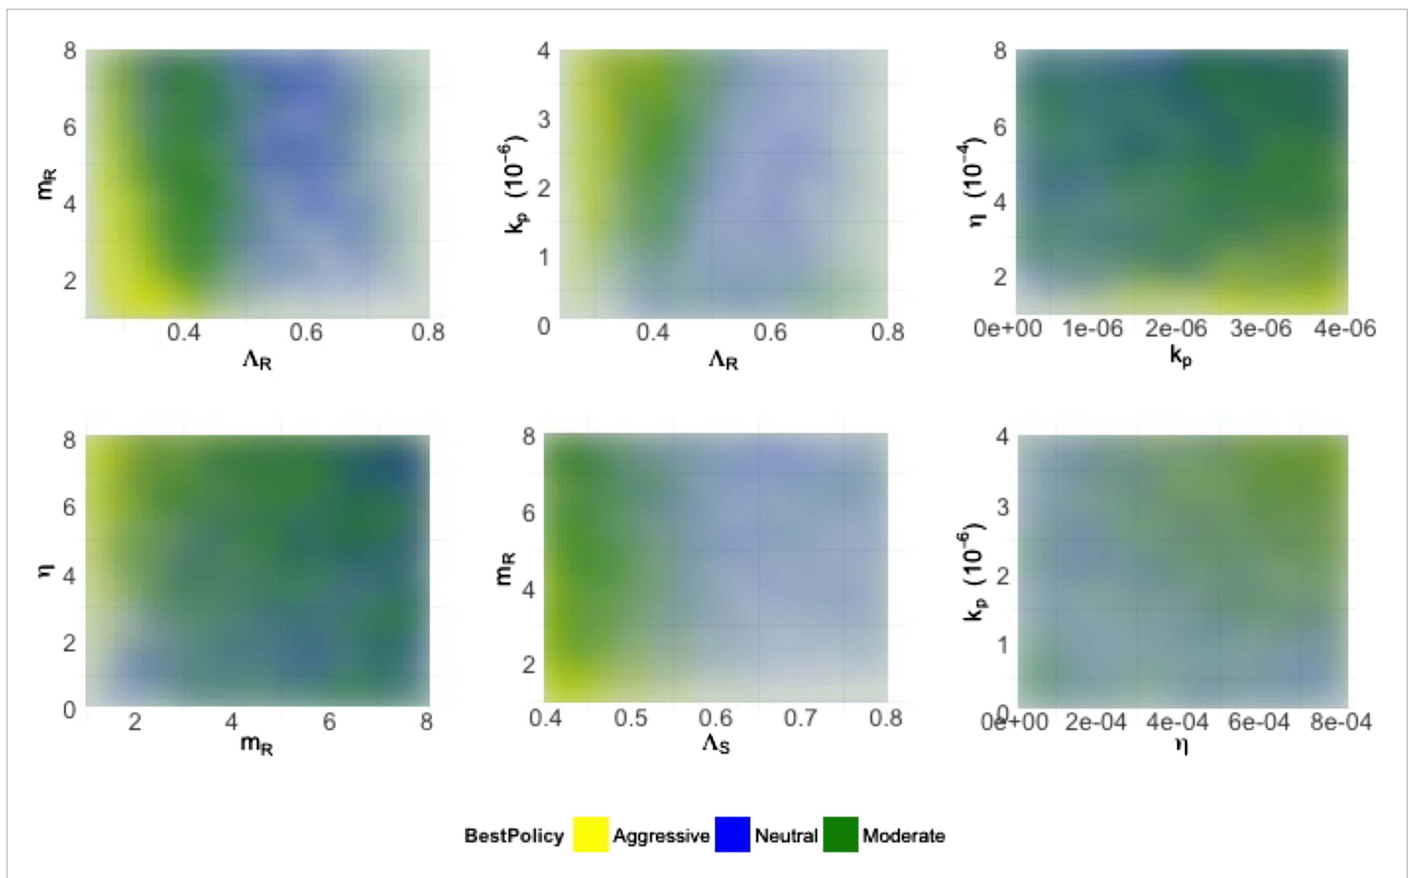 8 6 4 2
m_R
0.4 0.6 0.8
Λ_R
4 3 2 1 0
k_p (10^−6)
0.4 0.6 0.8
Λ_R
8 6 4 2
η (10^−4)
0e+00 1e-06 2e-06 3e-06 4e-06
k_p
8 6 4 2 0
η
2 4 6 8
m_R
8 6 4 2
m_R
0.4 0.5 0.6 0.7 0.8
Λ_S
4 3 2 1 0
k_p (10^−6)
0e+00 2e-04 4e-04 6e-04 8e-04
η
BestPolicy Aggressive Neutral Moderate